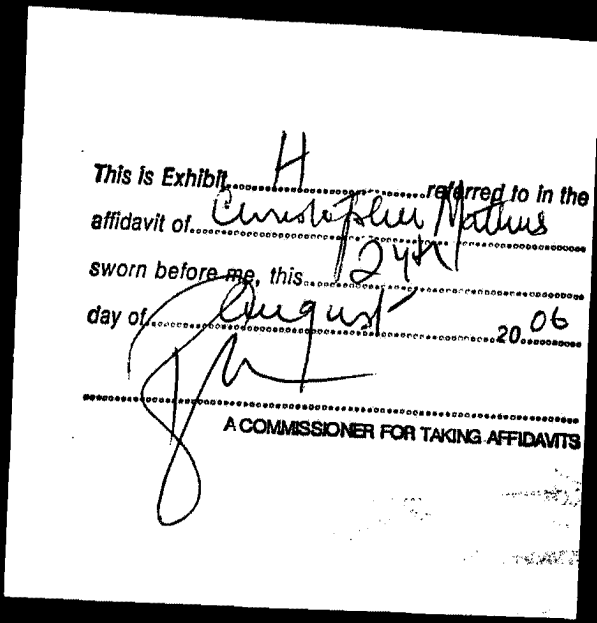 This is Exhibit H referred to in the
affidavit of Christopher Mathus
sworn before me, this 24th
day of August 20 06
A COMMISSIONER FOR TAKING AFFIDAVITS